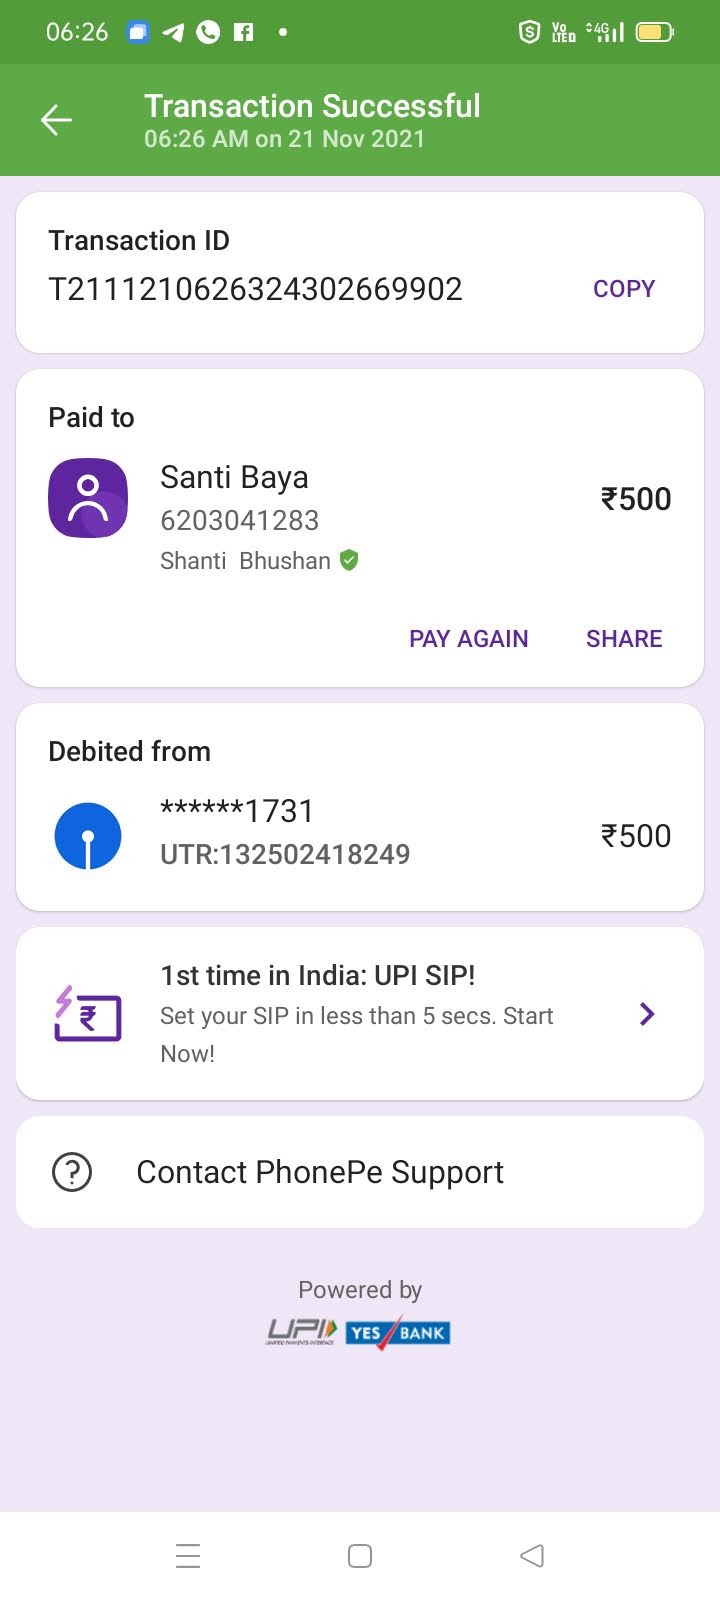 06:26
Vo LTED 4G
Transaction Successful
06:26 AM on 21 Nov 2021
Transaction ID
T2111210626324302669902
COPY
Paid to
Santi Baya
6203041283
₹500
Shanti Bhushan
PAY AGAIN
SHARE
Debited from
******1731
UTR:132502418249
₹500
1st time in India: UPI SIP!
Set your SIP in less than 5 secs. Start
Now!
Contact PhonePe Support
Powered by
UPI YES BANK
UNIFIED PAYMENTS INTERFACE